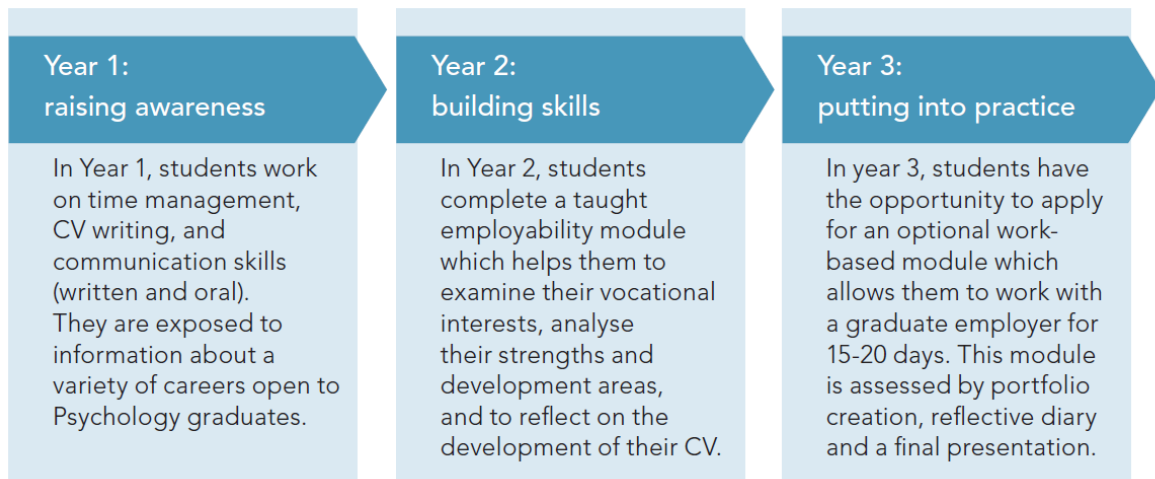 Year 1:
raising awareness
In Year 1, students work
on time management,
CV writing, and
communication skills
(written and oral).
They are exposed to
information about a
variety of careers open to
Psychology graduates.
Year 2:
building skills
In Year 2, students
complete a taught
employability module
which helps them to
examine their vocational
interests, analyse
their strengths and
development areas,
and to reflect on the
development of their CV.
Year 3:
putting into practice
In year 3, students have
the opportunity to apply
for an optional work-
based module which
allows them to work with
a graduate employer for
15-20 days. This module
is assessed by portfolio
creation, reflective diary
and a final presentation.